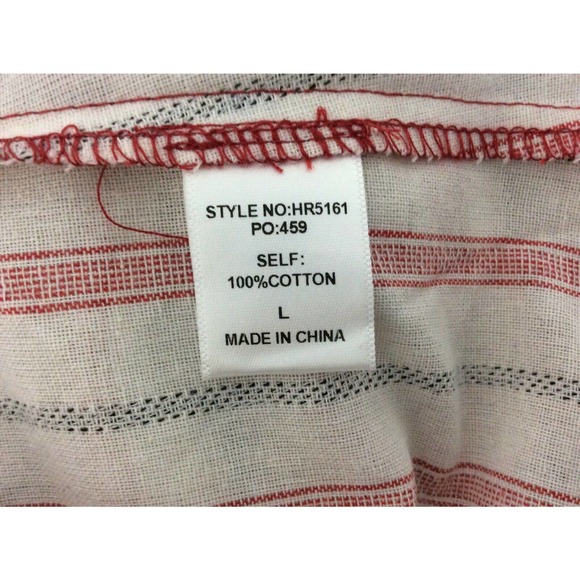 STYLE NO:HR5161
PO:459
SELF:
100%COTTON
L
MADE IN CHINA